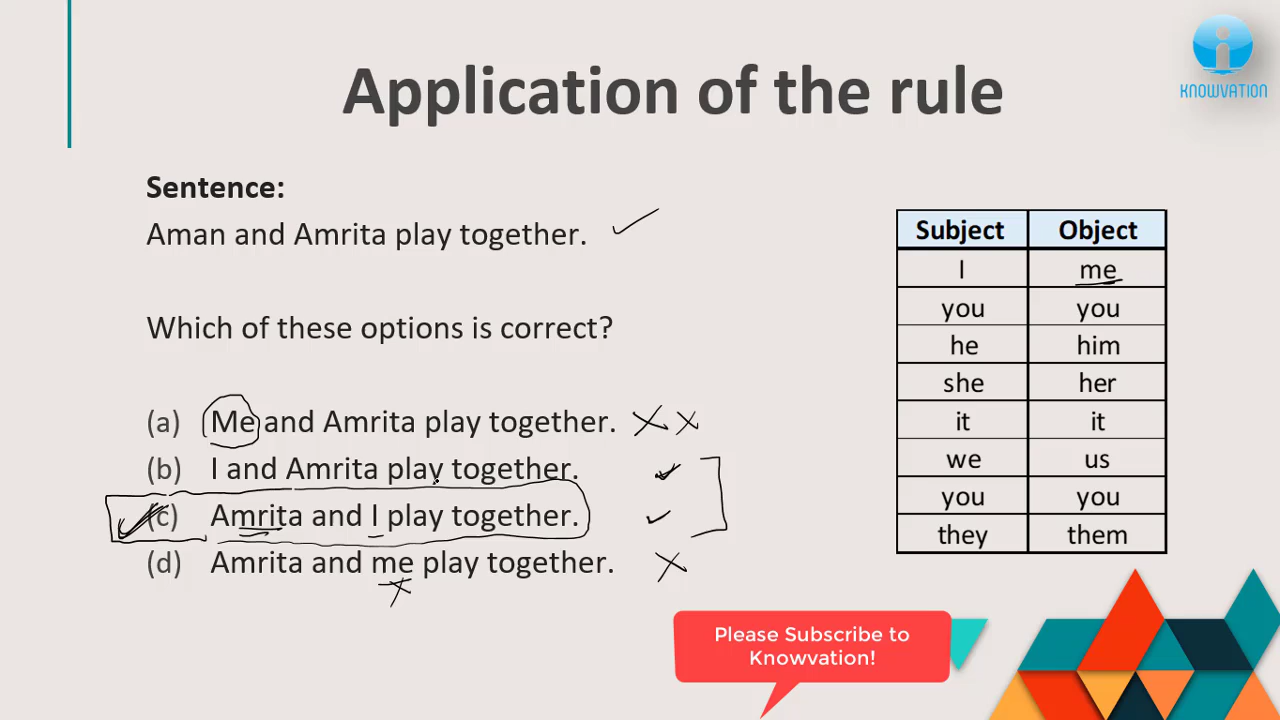 Application of the rule
i
KNOWVATION
Sentence:
Aman and Amrita play together.
Which of these options is correct?
(a) Me and Amrita play together.
(b) I and Amrita play together.
(c) Amrita and I play together.
(d) Amrita and me play together.
Subject Object
I me
you you
he him
she her
it it
we us
you you
they them
Please Subscribe to
Knowvation!